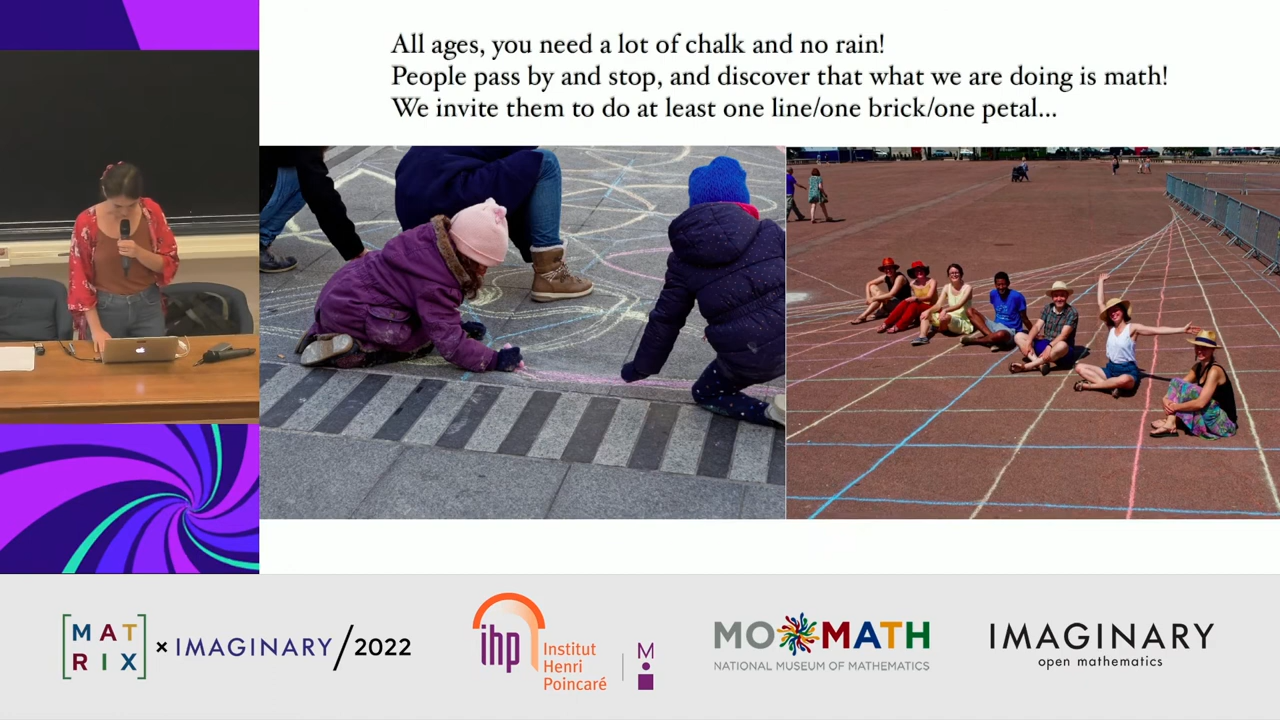 All ages, you need a lot of chalk and no rain!
People pass by and stop, and discover that what we are doing is math!
We invite them to do at least one line/one brick/one petal...
[MAT
RIX]
× IMAGINARY/2022
ihp
Institut
Henri
Poincaré
M
MOMATH
NATIONAL MUSEUM OF MATHEMATICS
IMAGINARY
open mathematics